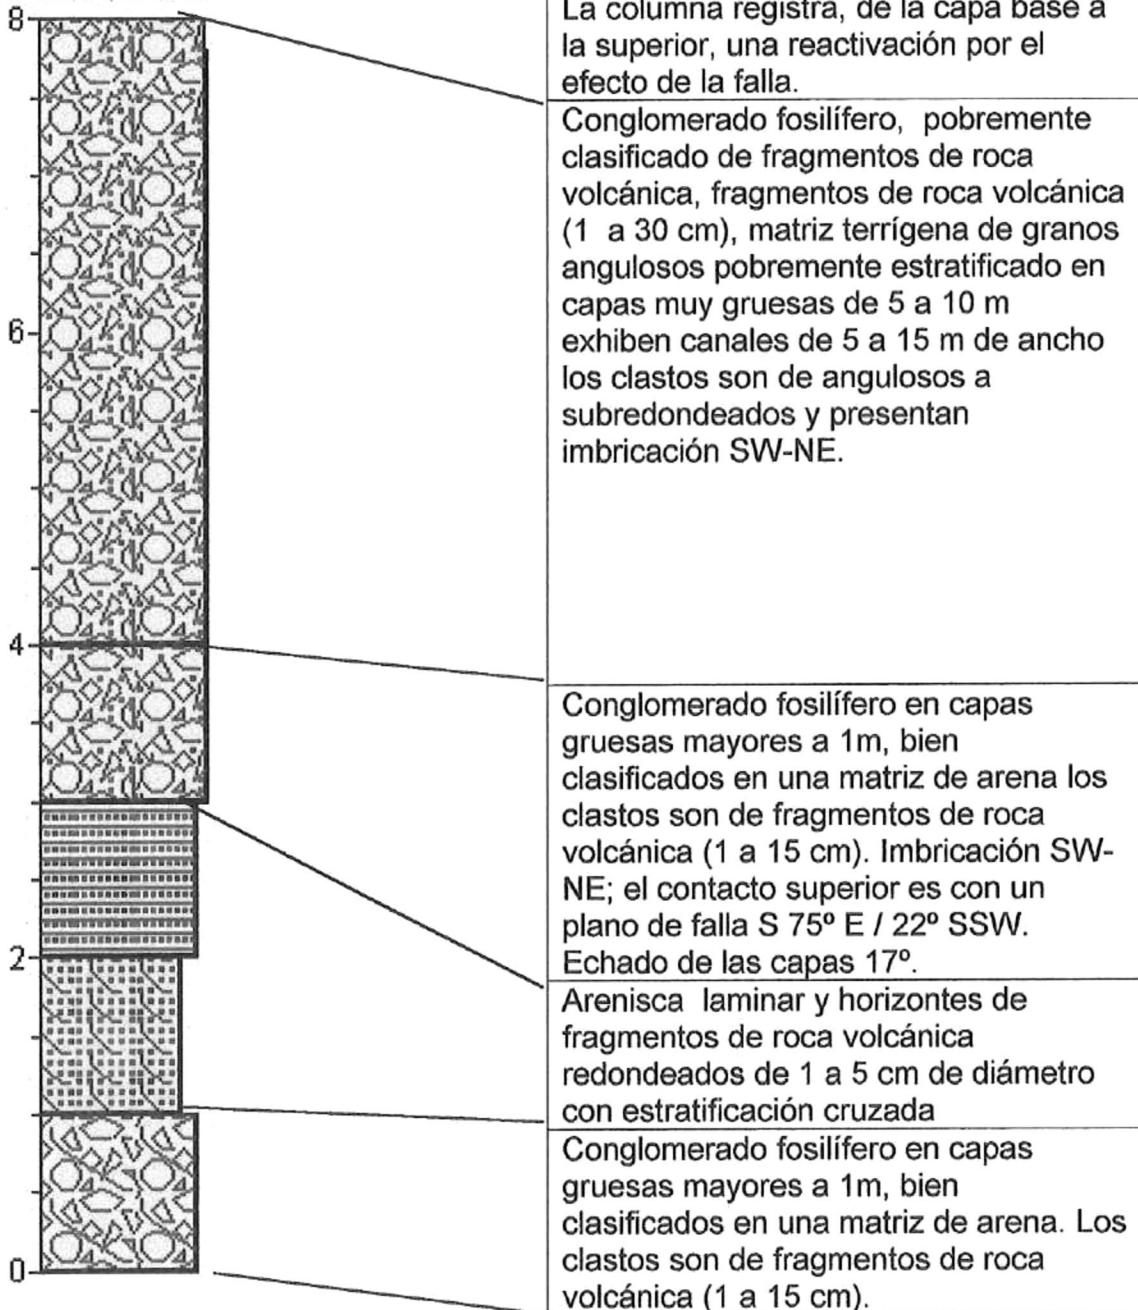 8
6
4
2
0
La columna registra, de la capa base a
la superior, una reactivación por el
efecto de la falla.
Conglomerado fosilífero, pobremente
clasificado de fragmentos de roca
volcánica, fragmentos de roca volcánica
(1 a 30 cm), matriz terrígena de granos
angulosos pobremente estratificado en
capas muy gruesas de 5 a 10 m
exhiben canales de 5 a 15 m de ancho
los clastos son de angulosos a
subredondeados y presentan
imbricación SW-NE.
Conglomerado fosilífero en capas
gruesas mayores a 1m, bien
clasificados en una matriz de arena los
clastos son de fragmentos de roca
volcánica (1 a 15 cm). Imbricación SW-
NE; el contacto superior es con un
plano de falla S 75º E / 22º SSW.
Echado de las capas 17º.
Arenisca laminar y horizontes de
fragmentos de roca volcánica
redondeados de 1 a 5 cm de diámetro
con estratificación cruzada
Conglomerado fosilífero en capas
gruesas mayores a 1m, bien
clasificados en una matriz de arena. Los
clastos son de fragmentos de roca
volcánica (1 a 15 cm).